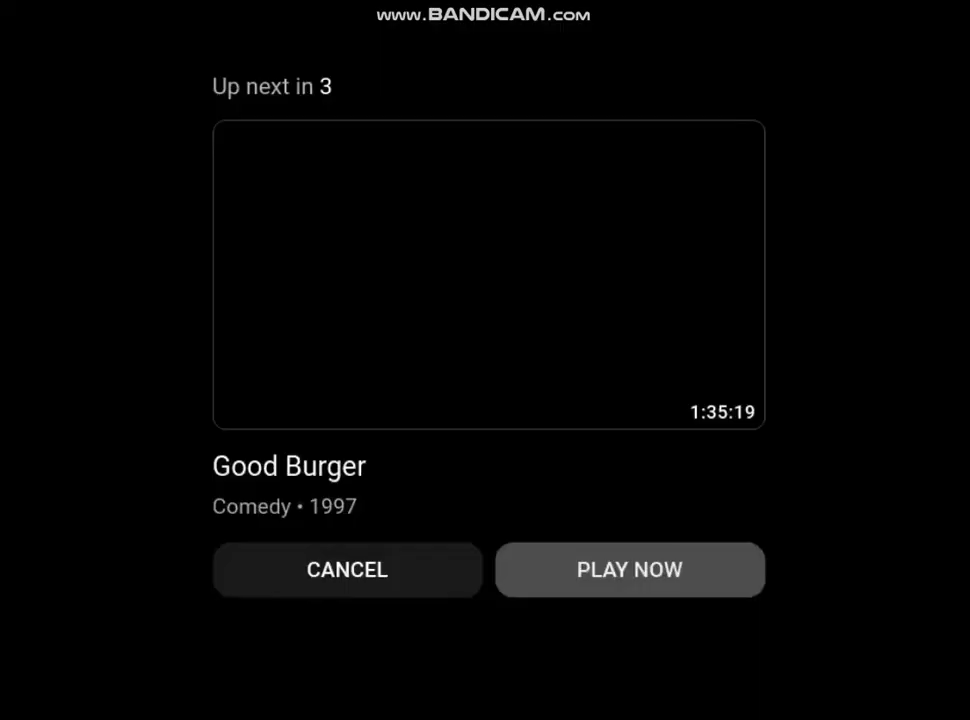 www.BANDICAM.com
Up next in 3
1:35:19
Good Burger
Comedy • 1997
CANCEL
PLAY NOW